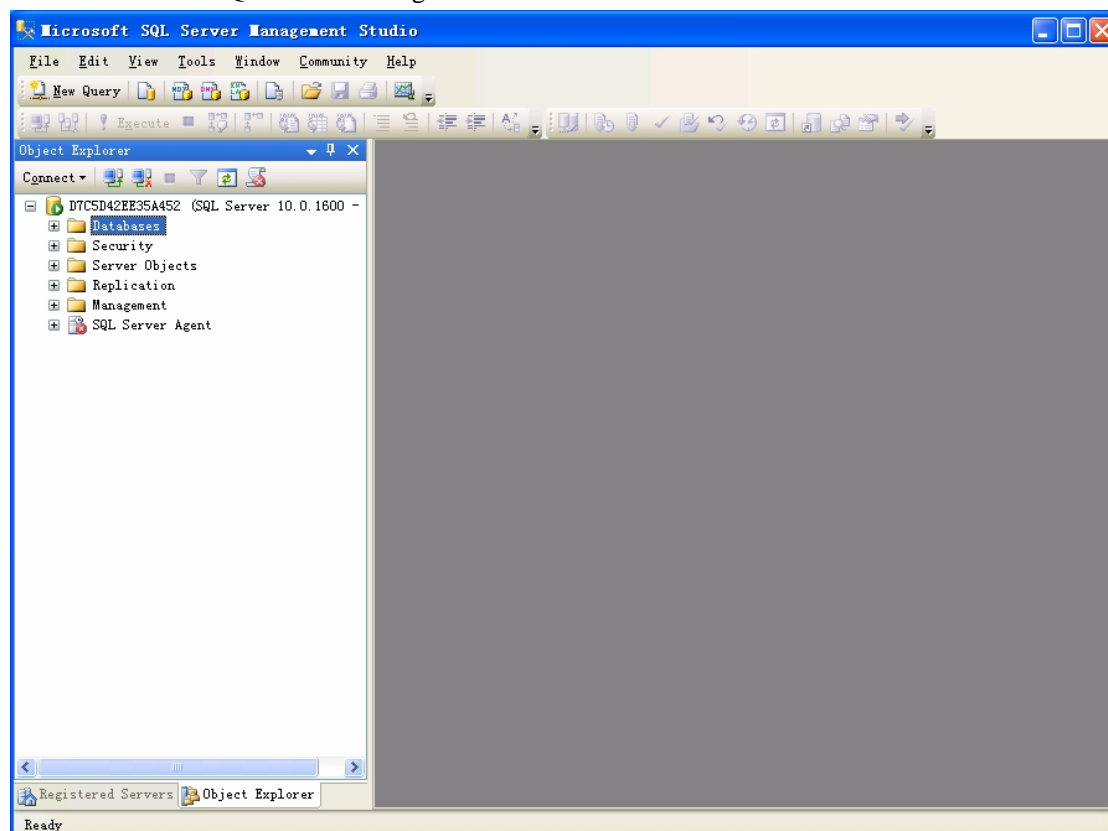 Microsoft SQL Server Management Studio
File Edit View Tools Window Community Help
New Query
Execute
Object Explorer
Connect
D7C5D42EE35A452 (SQL Server 10.0.1600 -
Databases
Security
Server Objects
Replication
Management
SQL Server Agent
Registered Servers Object Explorer
Ready